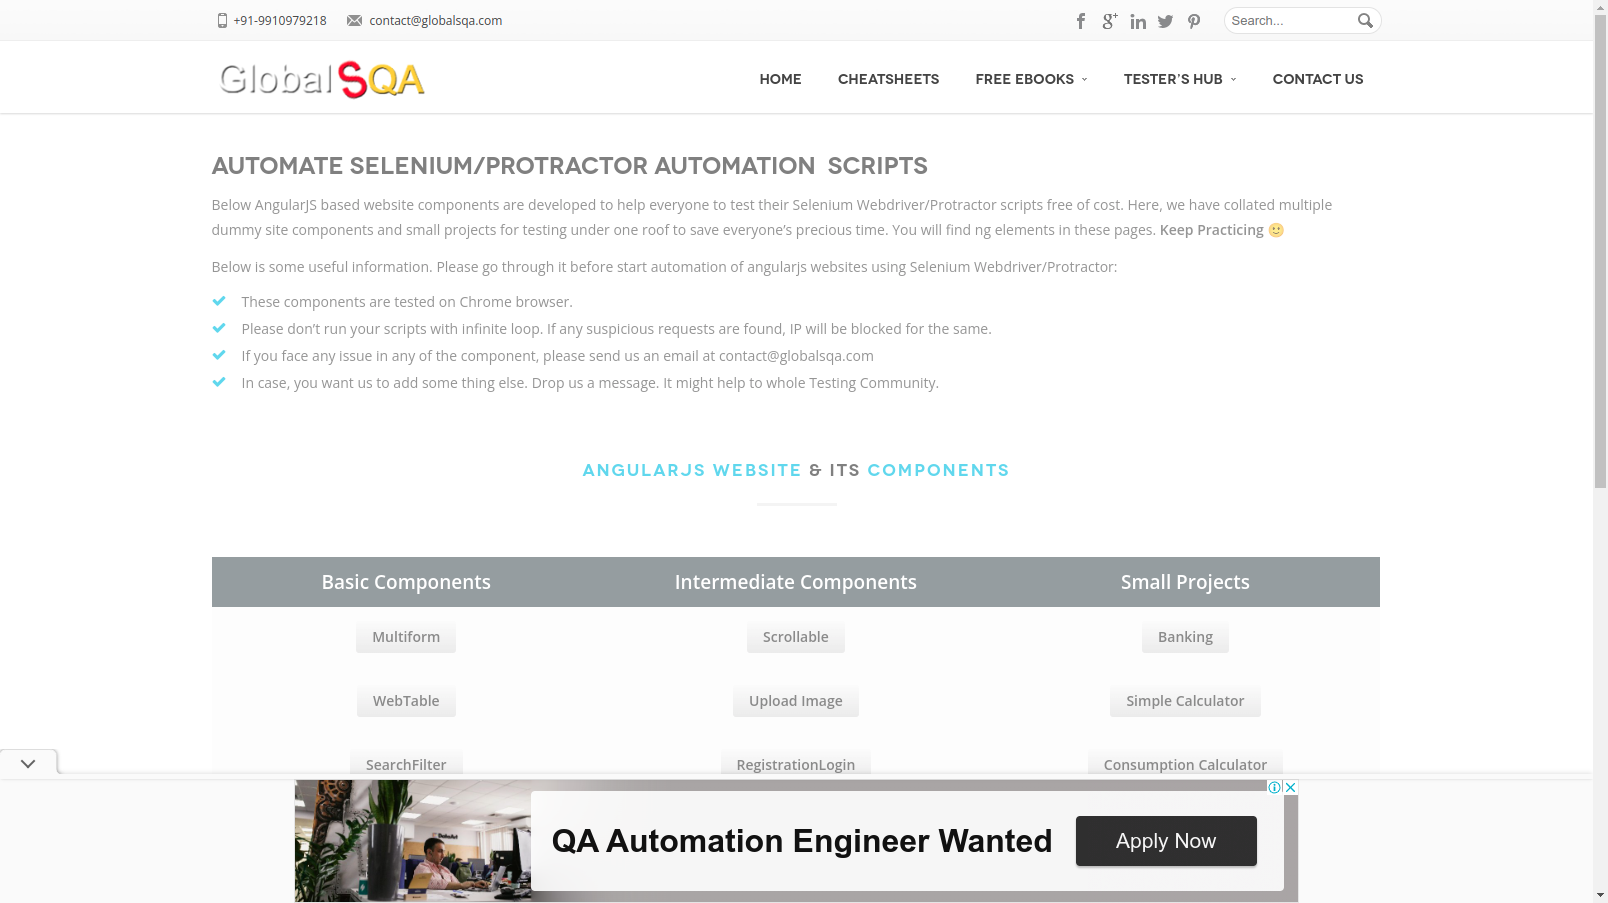 +91-9910979218 contact@globalsqa.com Search...
GlobalSQA HOME CHEATSHEETS FREE EBOOKS TESTER'S HUB CONTACT US
AUTOMATE SELENIUM/PROTRACTOR AUTOMATION SCRIPTS
Below AngularJS based website components are developed to help everyone to test their Selenium Webdriver/Protractor scripts free of cost. Here, we have collated multiple
dummy site components and small projects for testing under one roof to save everyone's precious time. You will find ng elements in these pages. Keep Practicing 🙂
Below is some useful information. Please go through it before start automation of angularjs websites using Selenium Webdriver/Protractor:
These components are tested on Chrome browser.
Please don't run your scripts with infinite loop. If any suspicious requests are found, IP will be blocked for the same.
If you face any issue in any of the component, please send us an email at contact@globalsqa.com
In case, you want us to add some thing else. Drop us a message. It might help to whole Testing Community.
ANGULARJS WEBSITE & ITS COMPONENTS
Basic Components Intermediate Components Small Projects
Multiform Scrollable Banking
WebTable Upload Image Simple Calculator
SearchFilter RegistrationLogin Consumption Calculator
QA Automation Engineer Wanted Apply Now